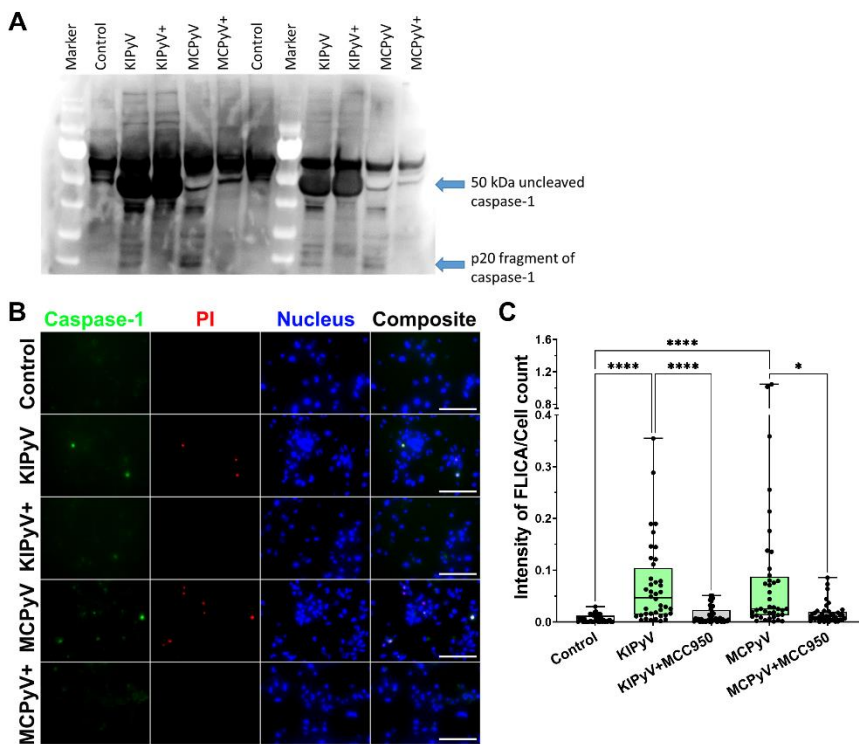 A
Marker
Control
KIPyV
KIPyV+
MCPyV
MCPyV+
Control
Marker
KIPyV
KIPyV+
MCPyV
MCPyV+
50 kDa uncleaved
caspase-1
p20 fragment of
caspase-1
B
Caspase-1 PI Nucleus Composite
Control
KIPyV
KIPyV+
MCPyV
MCPyV+
C
Intensity of FLICA/Cell count
1.6
1.2
0.8
0.4
0.3
0.2
0.1
0.0
****
**** **** *
Control
KIPyV
KIPyV+MCC950
MCPyV
MCPyV+MCC950